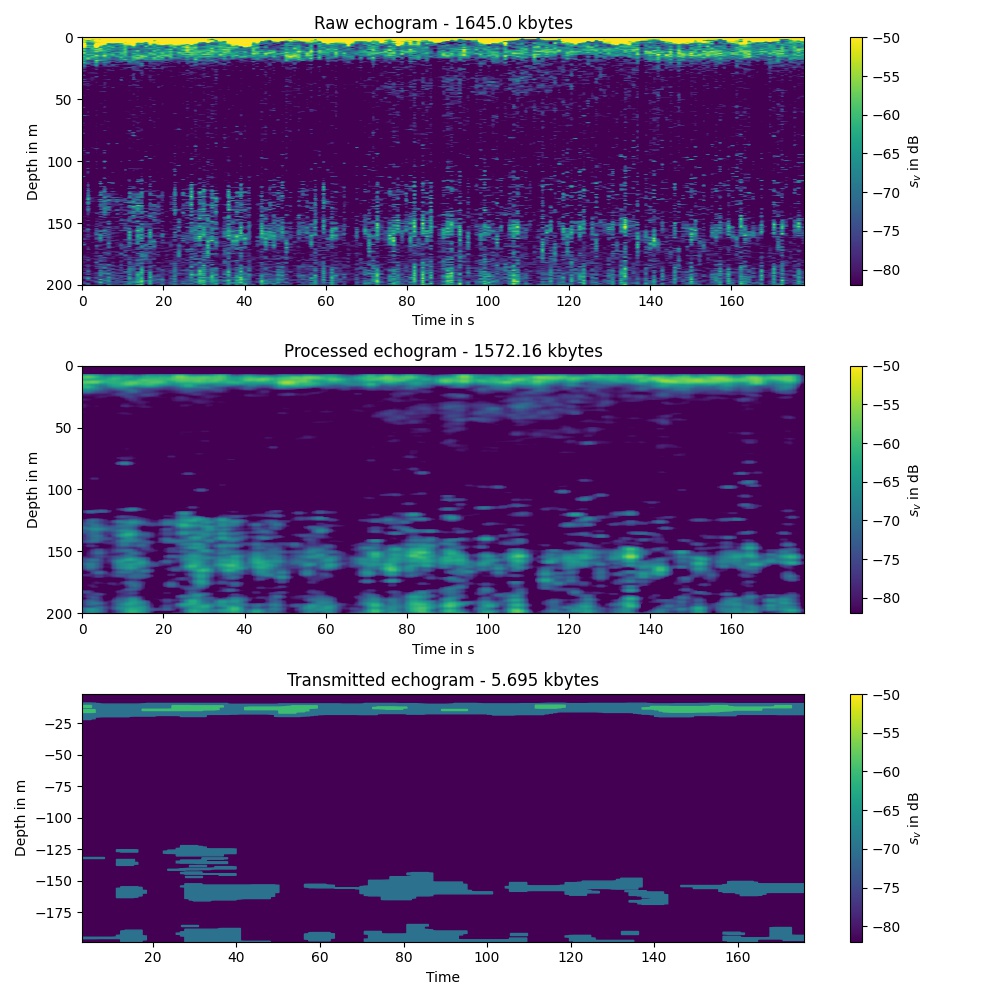 Raw echogram - 1645.0 kbytes
0
50
100
150
200
Depth in m
0 20 40 60 80 100 120 140 160
Time in s
−50
−55
−60
−65
−70
−75
−80
s_v in dB
Processed echogram - 1572.16 kbytes
0
50
100
150
200
Depth in m
0 20 40 60 80 100 120 140 160
Time in s
−50
−55
−60
−65
−70
−75
−80
s_v in dB
Transmitted echogram - 5.695 kbytes
−25
−50
−75
−100
−125
−150
−175
Depth in m
20 40 60 80 100 120 140 160
Time
−50
−55
−60
−65
−70
−75
−80
s_v in dB